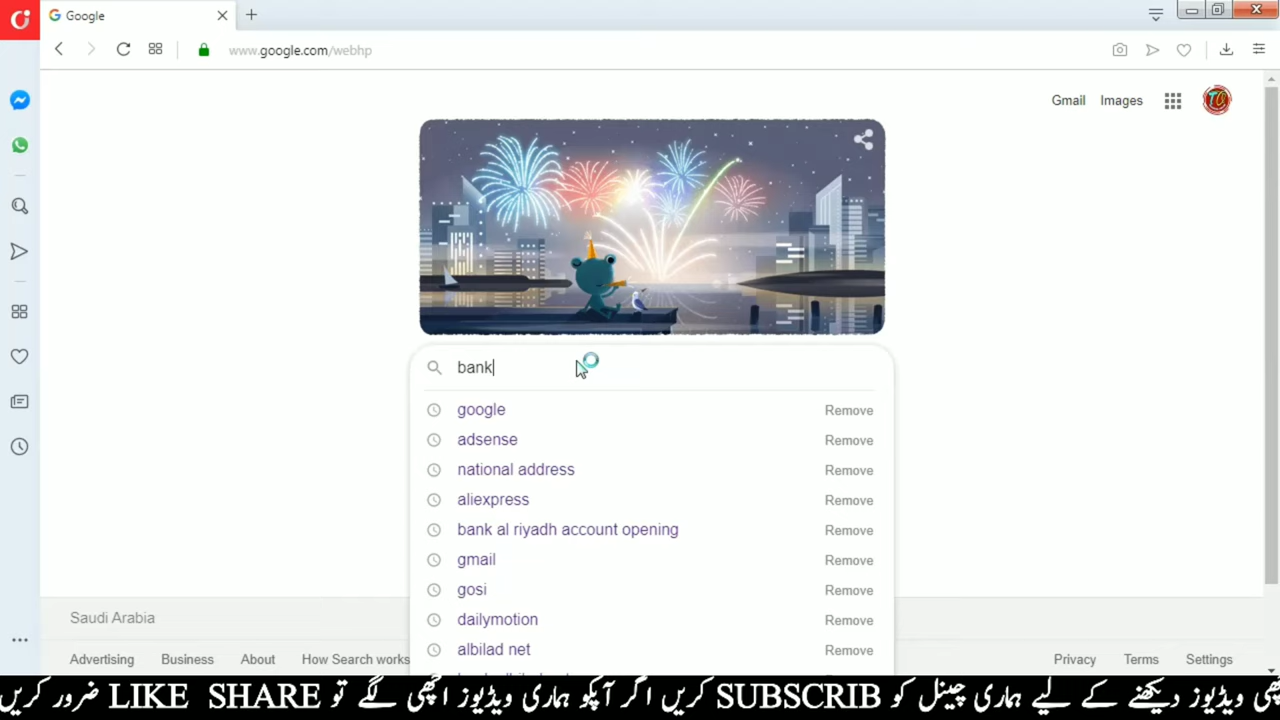 Google
www.google.com/webhp
Gmail Images
bank
google Remove
adsense Remove
national address Remove
aliexpress Remove
bank al riyadh account opening Remove
gmail Remove
gosi Remove
dailymotion Remove
albilad net Remove
Saudi Arabia
Advertising Business About How Search works Privacy Terms Settings
چھی ویڈیوز دیکھنے کے لیے ہماری چینل کو SUBSCRIB کریں اگر آپکو ہماری ویڈیوز اچھی لگے تو LIKE SHARE ضرور کریں